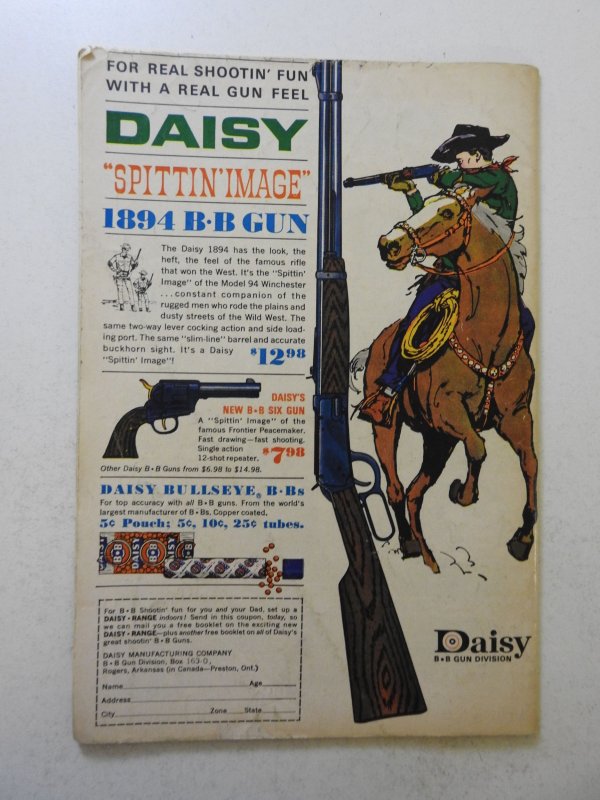 FOR REAL SHOOTIN' FUN
WITH A REAL GUN FEEL
DAISY
"SPITTIN' IMAGE"
1894 B•B GUN
The Daisy 1894 has the look, the
heft, the feel of the famous rifle
that won the West. It's the "Spittin'
Image" of the Model 94 Winchester
...constant companion of the
rugged men who rode the plains and
dusty streets of the Wild West. The
same two-way lever cocking action and side load-
ing port. The same "slim-line" barrel and accurate
buckhorn sight. It's a Daisy
"Spittin' Image"!
$12.98
DAISY'S
NEW B•B SIX GUN
A "Spittin' Image" of the
famous Frontier Peacemaker.
Fast drawing—fast shooting.
Single action
12-shot repeater.
$7.98
Other Daisy B•B Guns from $6.98 to $14.98.
DAISY BULLSEYE® B•Bs
For top accuracy with all B•B guns. From the world's
largest manufacturer of B•Bs. Copper coated.
5¢ Pouch; 5¢, 10¢, 25¢ tubes.
B•B
DAISY
B•B
For B•B Shootin' fun for you and your Dad, set up a
DAISY•RANGE indoors! Send in this coupon, today, so
we can mail you a free booklet on the exciting new
DAISY•RANGE—plus another free booklet on all of Daisy's
great shootin' B•B Guns.
DAISY MANUFACTURING COMPANY
B•B Gun Division, Box 163-O,
Rogers, Arkansas (in Canada—Preston, Ont.)
Name Age
Address
City Zone State
Daisy
B•B GUN DIVISION